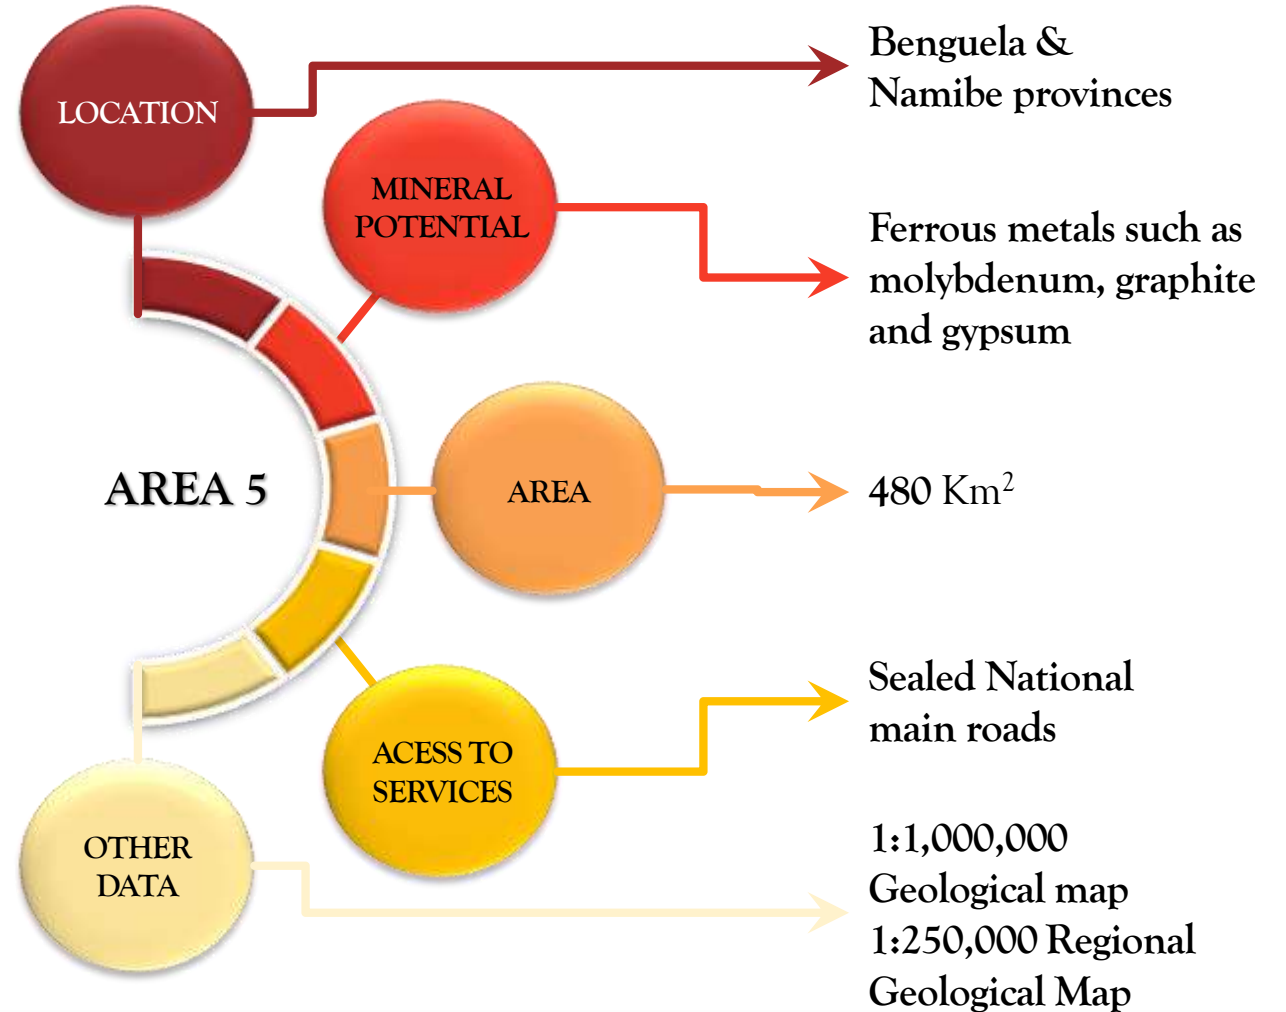 LOCATION
Benguela &
Namibe provinces
MINERAL
POTENTIAL
Ferrous metals such as
molybdenum, graphite
and gypsum
AREA 5
AREA
480 Km²
ACESS TO
SERVICES
Sealed National
main roads
OTHER
DATA
1:1,000,000
Geological map
1:250,000 Regional
Geological Map